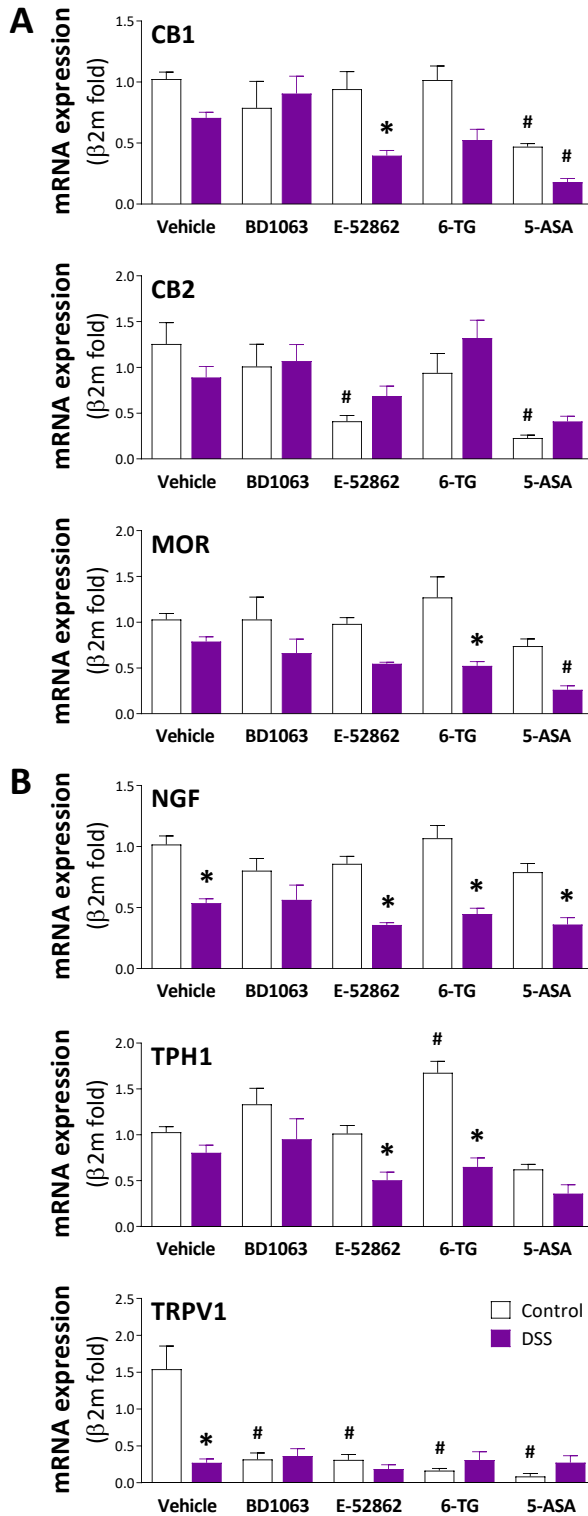 A
CB1
mRNA expression
(β2m fold)
1.5
1.0
0.5
0.0
*
#
#
Vehicle BD1063 E-52862 6-TG 5-ASA
CB2
mRNA expression
(β2m fold)
2.0
1.5
1.0
0.5
0.0
#
#
Vehicle BD1063 E-52862 6-TG 5-ASA
MOR
mRNA expression
(β2m fold)
2.0
1.5
1.0
0.5
0.0
*
#
Vehicle BD1063 E-52862 6-TG 5-ASA
B
NGF
mRNA expression
(β2m fold)
1.5
1.0
0.5
0.0
*
*
*
*
Vehicle BD1063 E-52862 6-TG 5-ASA
TPH1
mRNA expression
(β2m fold)
2.0
1.5
1.0
0.5
0.0
#
*
*
Vehicle BD1063 E-52862 6-TG 5-ASA
TRPV1
mRNA expression
(β2m fold)
2.5
2.0
1.5
1.0
0.5
0.0
Control
DSS
*
#
#
#
#
Vehicle BD1063 E-52862 6-TG 5-ASA